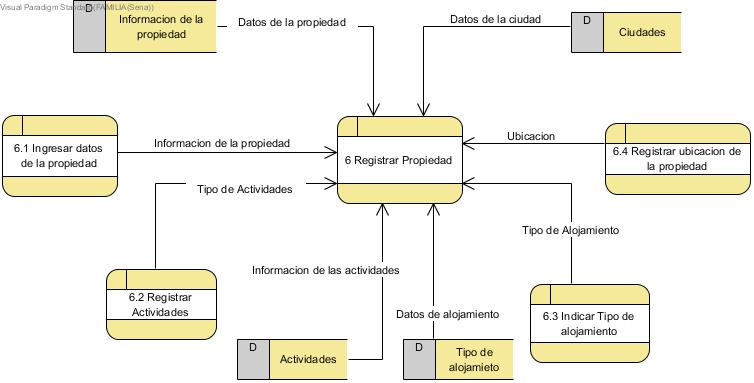 Visual Paradigm Standard(FAMILIA(Sena))
D
Informacion de la
propiedad
Datos de la propiedad
Datos de la ciudad
D
Ciudades
6.1 Ingresar datos
de la propiedad
Informacion de la propiedad
6 Registrar Propiedad
Ubicacion
6.4 Registrar ubicacion de
la propiedad
Tipo de Actividades
Tipo de Alojamiento
Informacion de las actividades
6.2 Registrar
Actividades
Datos de alojamiento
6.3 Indicar Tipo de
alojamiento
D
Actividades
D
Tipo de
alojamieto